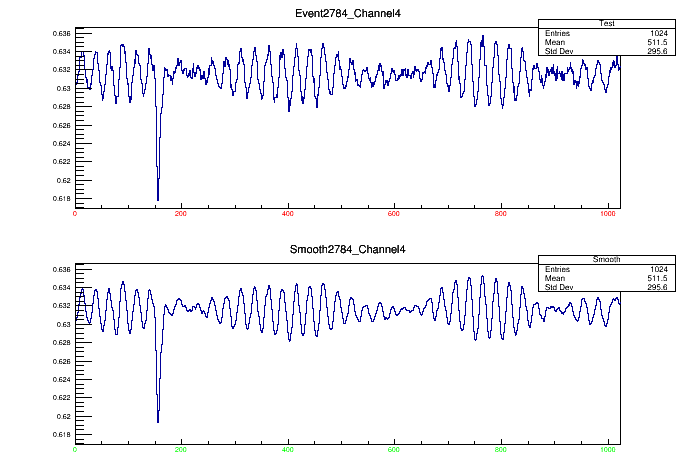 Event2784_Channel4
Test
Entries 1024
Mean 511.5
Std Dev 295.6
0.636
0.634
0.632
0.63
0.628
0.626
0.624
0.622
0.62
0.618
0 200 400 600 800 1000
Smooth2784_Channel4
Smooth
Entries 1024
Mean 511.5
Std Dev 295.6
0.636
0.634
0.632
0.63
0.628
0.626
0.624
0.622
0.62
0.618
0 200 400 600 800 1000